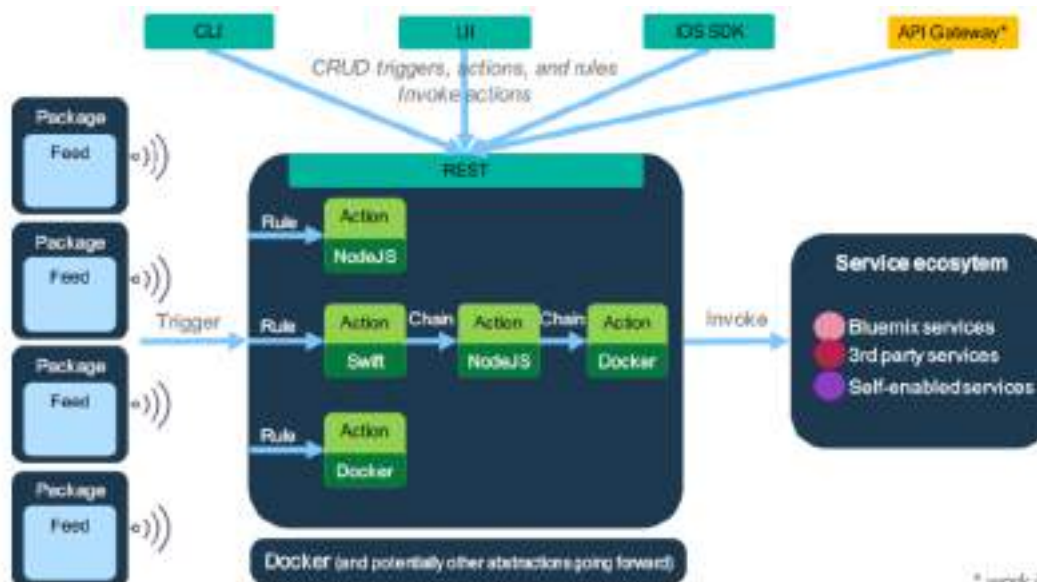 CLI
UI
iOS SDK
API Gateway*
CRUD triggers, actions, and rules
Invoke actions
Package
Feed
Package
Feed
Package
Feed
Package
Feed
Trigger
REST
Rule
Action
NodeJS
Rule
Action
Swift
Chain
Action
NodeJS
Chain
Action
Docker
Rule
Action
Docker
Invoke
Service ecosytem
Bluemix services
3rd party services
Self-enabled services
Docker (and potentially other abstractions going forward)